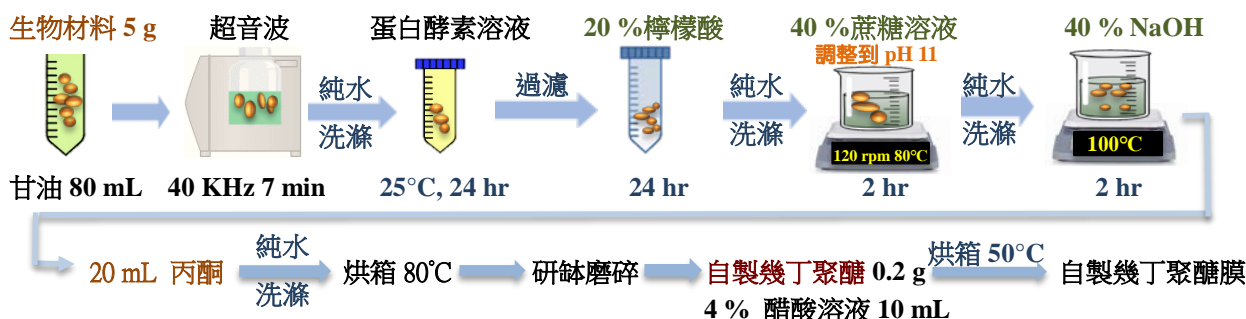 生物材料 5 g
超音波
蛋白酵素溶液
20 %檸檬酸
40 %蔗糖溶液
調整到 pH 11
40 % NaOH
純水
洗滌
過濾
純水
洗滌
純水
洗滌
120 rpm 80℃
100℃
甘油 80 mL
40 KHz 7 min
25°C, 24 hr
24 hr
2 hr
2 hr
20 mL 丙酮
純水
洗滌
烘箱 80℃
研缽磨碎
自製幾丁聚醣 0.2 g
4 % 醋酸溶液 10 mL
烘箱 50°C
自製幾丁聚醣膜